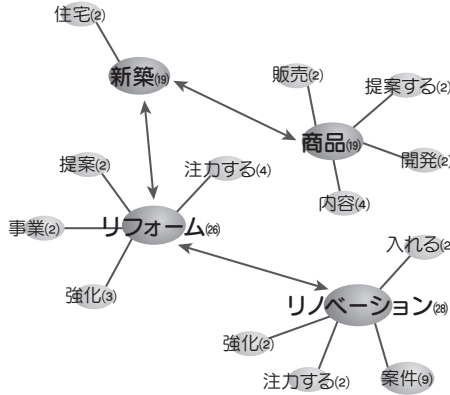 住宅(2)
新築(19)
販売(2)
提案する(2)
商品(19)
開発(2)
内容(4)
提案(2)
注力する(4)
事業(2)
リフォーム(26)
強化(3)
入れる(2
リノベーション(28)
強化(2)
注力する(2)
案件(9)